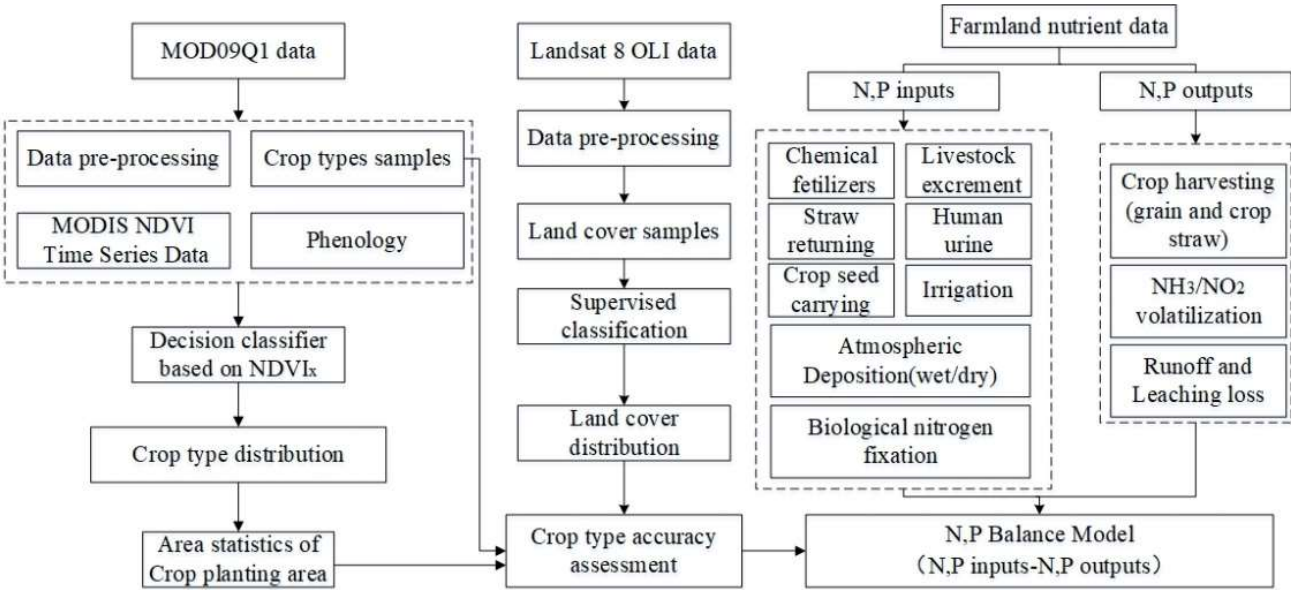 MOD09Q1 data
Data pre-processing
Crop types samples
MODIS NDVI
Time Series Data
Phenology
Decision classifier
based on NDVIx
Crop type distribution
Area statistics of
Crop planting area
Landsat 8 OLI data
Data pre-processing
Land cover samples
Supervised
classification
Land cover
distribution
Crop type accuracy
assessment
Farmland nutrient data
N,P inputs
N,P outputs
Chemical
fetilizers
Livestock
excrement
Straw
returning
Human
urine
Crop seed
carrying
Irrigation
Atmospheric
Deposition(wet/dry)
Biological nitrogen
fixation
Crop harvesting
(grain and crop
straw)
NH3/NO2
volatilization
Runoff and
Leaching loss
N,P Balance Model
（N,P inputs-N,P outputs）